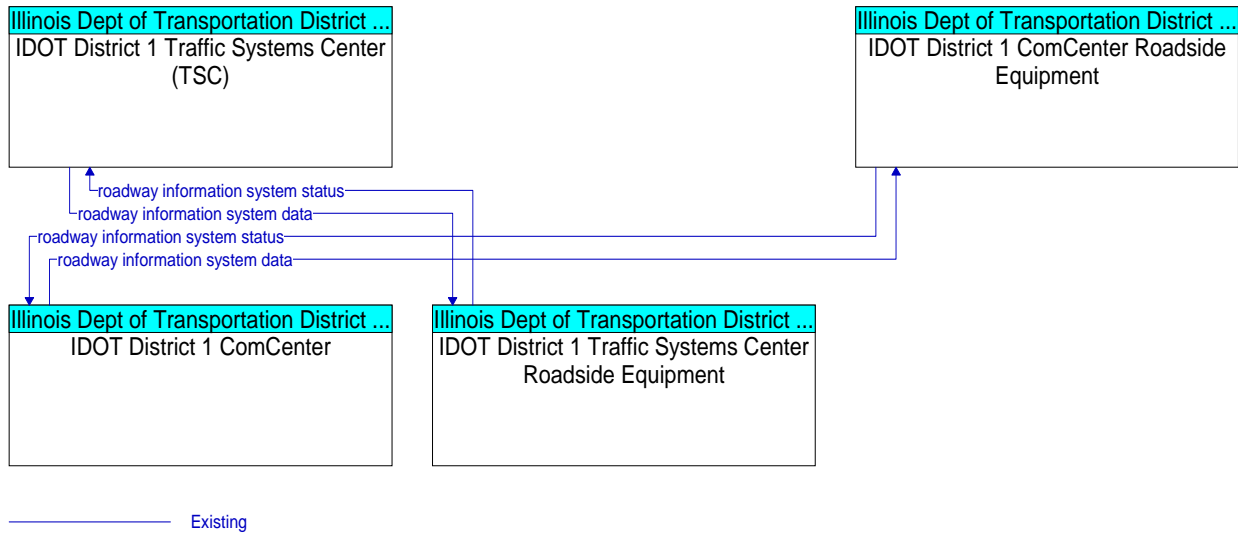 Illinois Dept of Transportation District ...
IDOT District 1 Traffic Systems Center
(TSC)
Illinois Dept of Transportation District ...
IDOT District 1 ComCenter Roadside
Equipment
roadway information system status
roadway information system data
roadway information system status
roadway information system data
Illinois Dept of Transportation District ...
IDOT District 1 ComCenter
Illinois Dept of Transportation District ...
IDOT District 1 Traffic Systems Center
Roadside Equipment
Existing